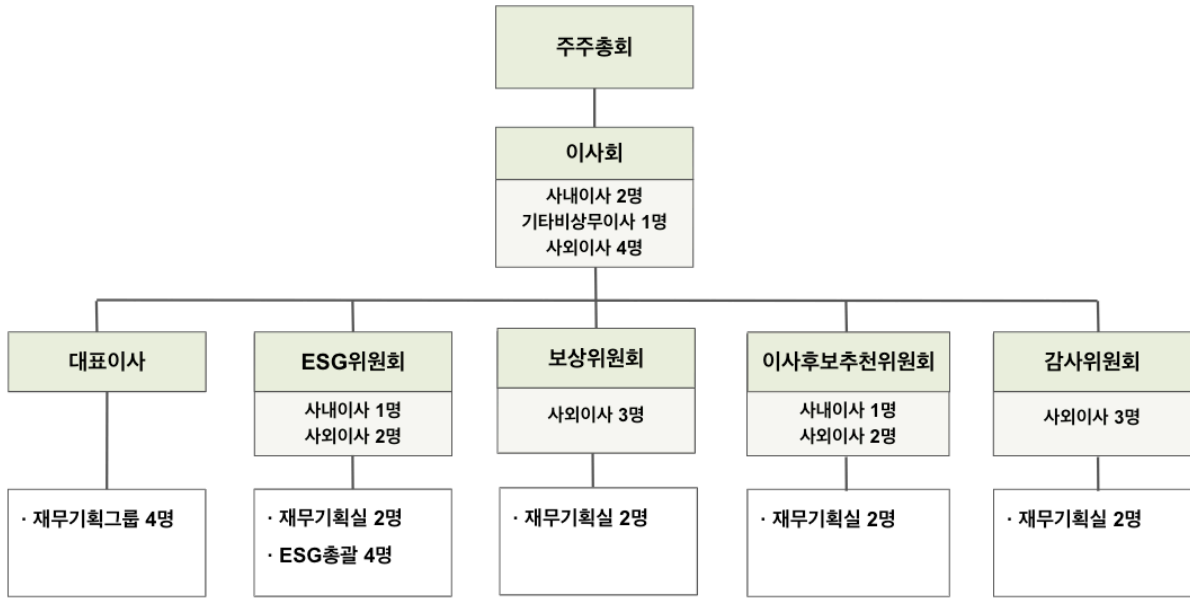 주주총회
이사회
사내이사 2명
기타비상무이사 1명
사외이사 4명
대표이사
· 재무기획그룹 4명
ESG위원회
사내이사 1명
사외이사 2명
· 재무기획실 2명
· ESG총괄 4명
보상위원회
사외이사 3명
· 재무기획실 2명
이사후보추천위원회
사내이사 1명
사외이사 2명
· 재무기획실 2명
감사위원회
사외이사 3명
· 재무기획실 2명